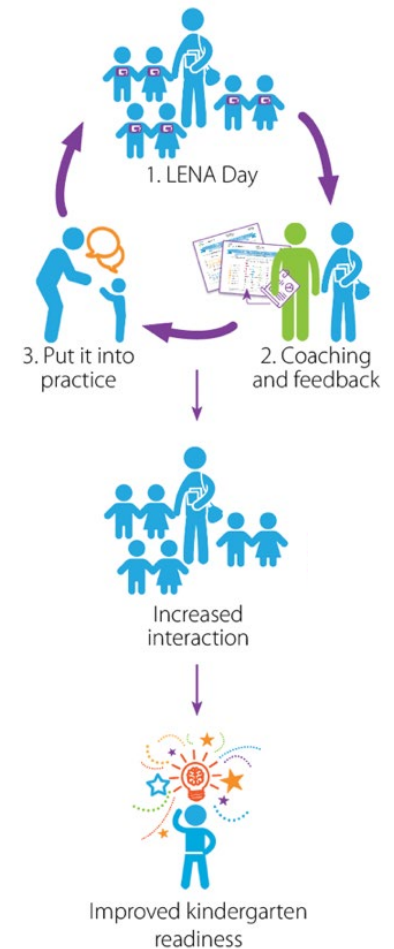 1. LENA Day
2. Coaching
and feedback
3. Put it into
practice
Increased
interaction
Improved kindergarten
readiness